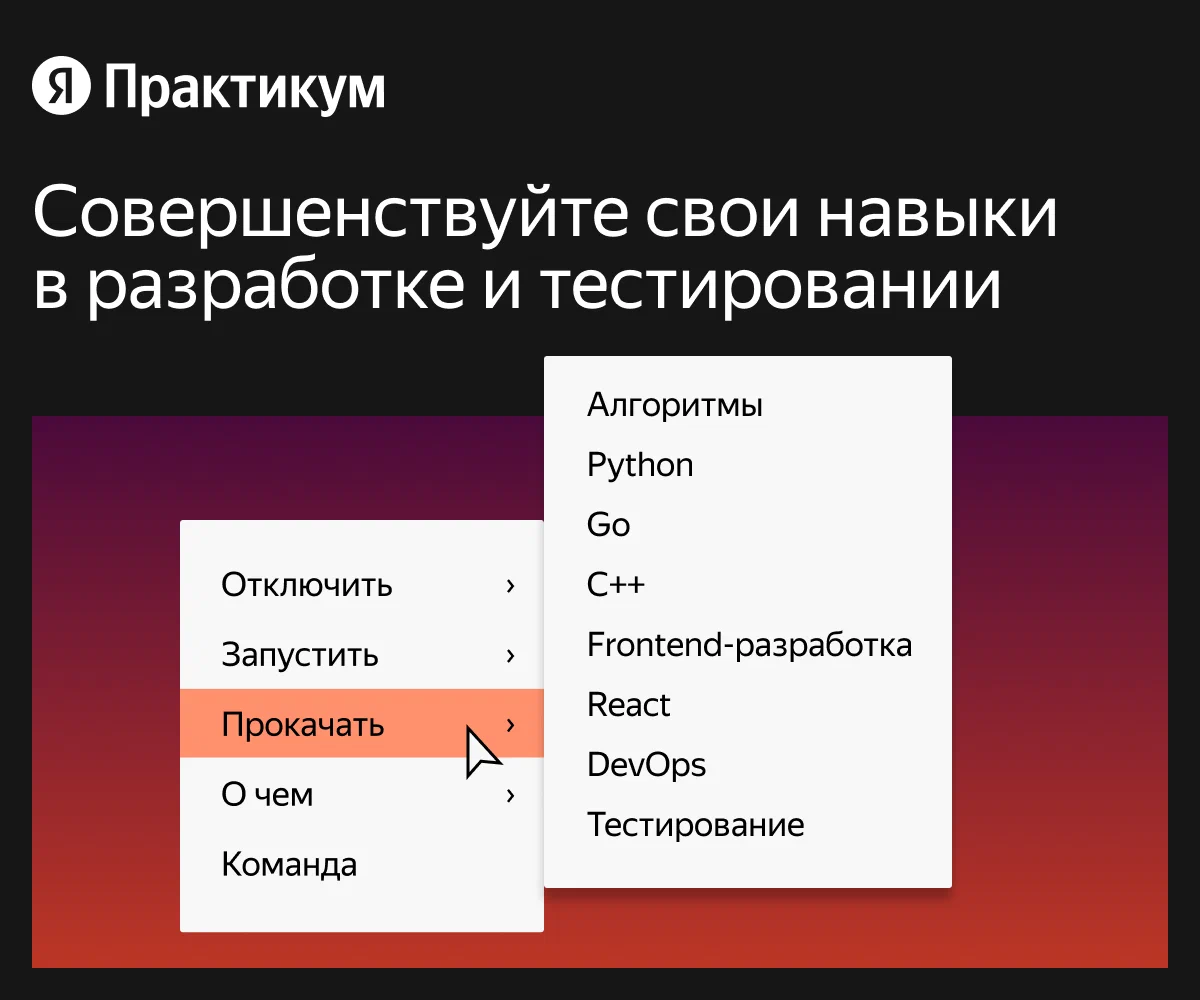 Я Практикум
Совершенствуйте свои навыки
в разработке и тестировании
Отключить ›
Запустить ›
Прокачать ›
О чем ›
Команда
Алгоритмы
Python
Go
C++
Frontend-разработка
React
DevOps
Тестирование